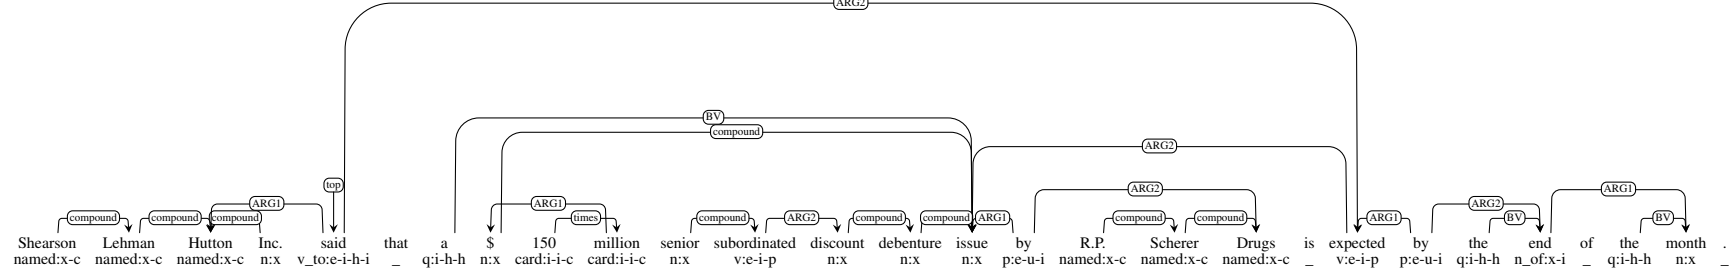 ARG2
BV
compound
ARG2
top
ARG2 ARG2 ARG1
ARG1 ARG1
compound compound compound times compound ARG2 compound compound ARG1 compound compound ARG1 BV BV
Shearson Lehman Hutton Inc. said that a $ 150 million senior subordinated discount debenture issue by R.P. Scherer Drugs is expected by the end of the month .
named:x-c named:x-c named:x-c n:x v_to:e-i-h-i _ q:i-h-h n:x card:i-i-c card:i-i-c n:x v:e-i-p n:x n:x n:x p:e-u-i named:x-c named:x-c named:x-c _ v:e-i-p p:e-u-i q:i-h-h n_of:x-i _ q:i-h-h n:x _